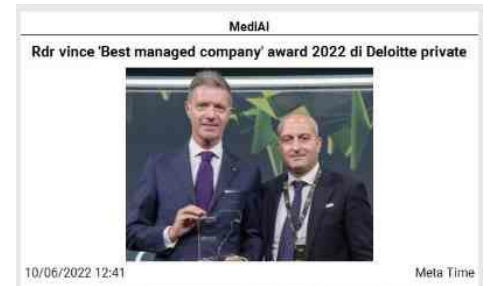 MediAI
Rdr vince 'Best managed company' award 2022 di Deloitte private
10/06/2022 12:41
Meta Time